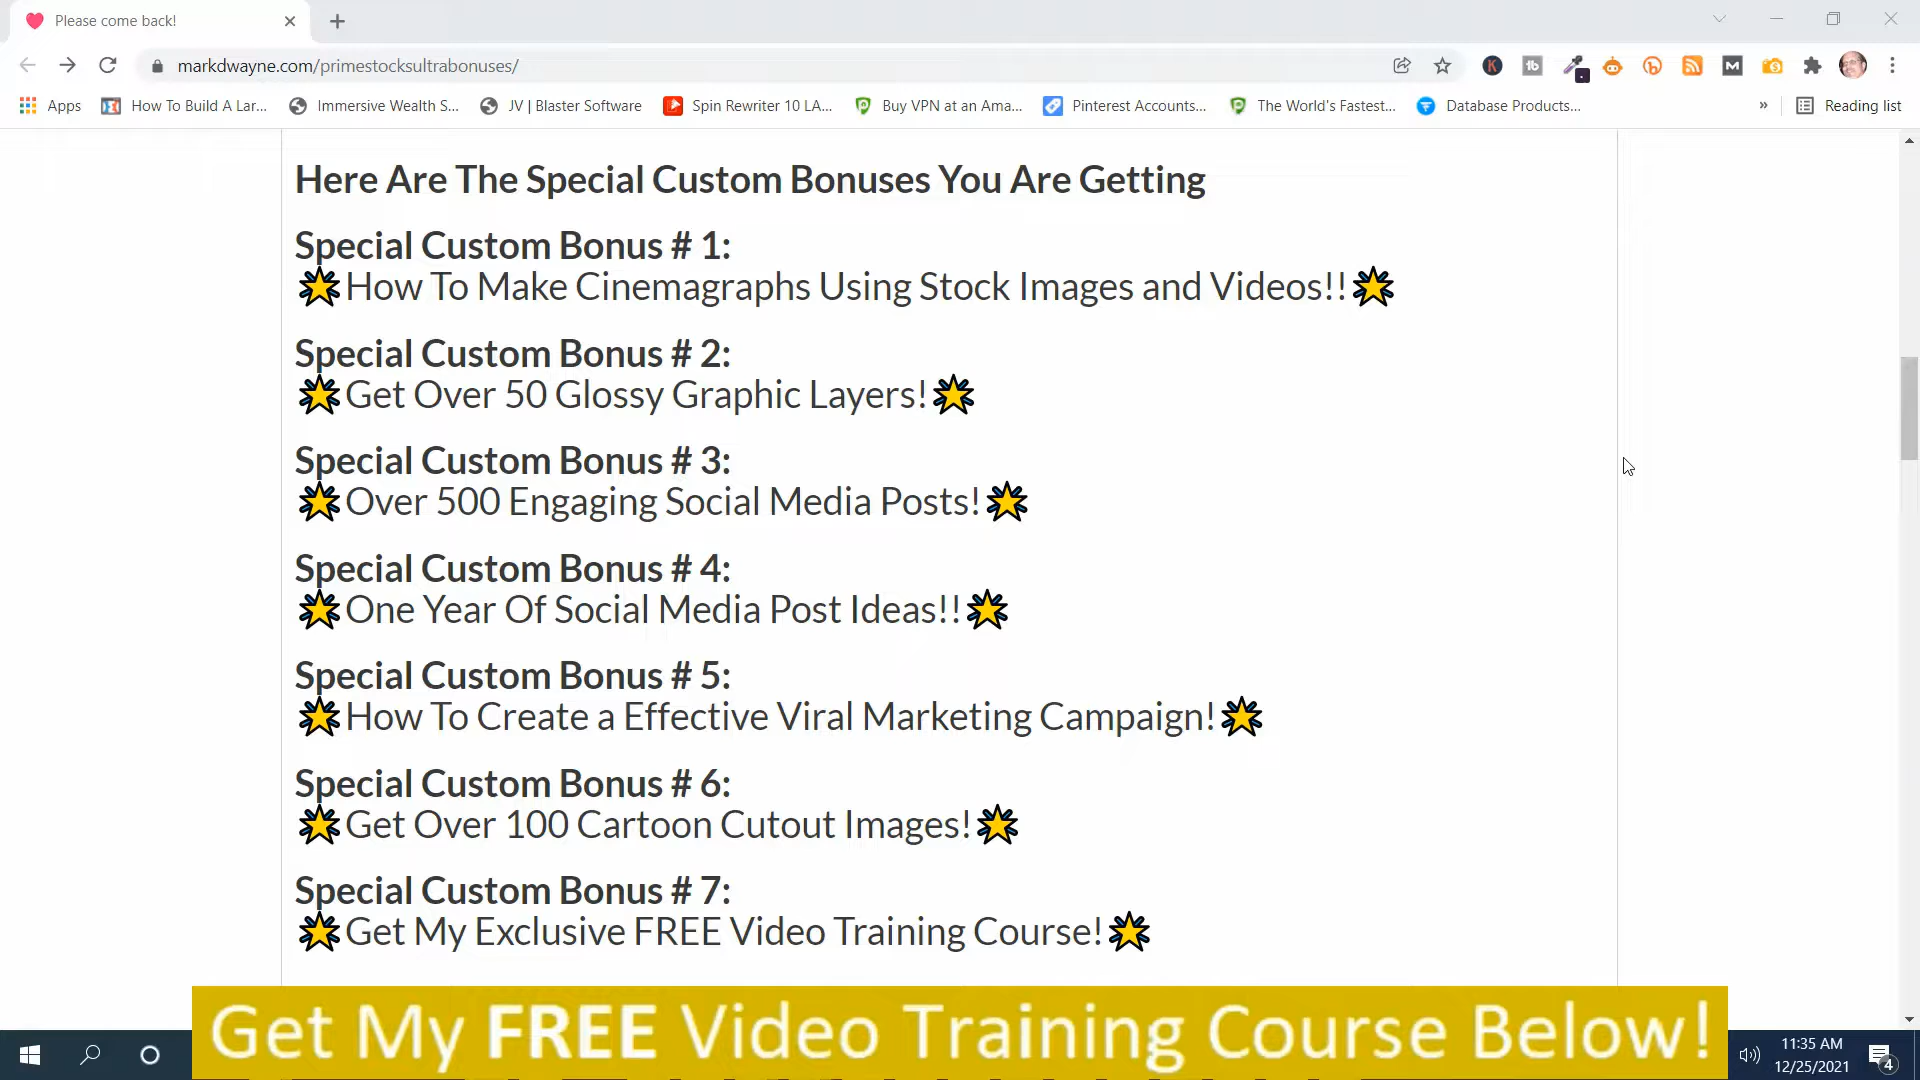 Please come back!
markdwayne.com/primestocksultrabonuses/
Apps How To Build A Lar... Immersive Wealth S... JV | Blaster Software Spin Rewriter 10 LA... Buy VPN at an Ama... Pinterest Accounts... The World's Fastest... Database Products... » Reading list
Here Are The Special Custom Bonuses You Are Getting
Special Custom Bonus # 1:
How To Make Cinemagraphs Using Stock Images and Videos!!
Special Custom Bonus # 2:
Get Over 50 Glossy Graphic Layers!
Special Custom Bonus # 3:
Over 500 Engaging Social Media Posts!
Special Custom Bonus # 4:
One Year Of Social Media Post Ideas!!
Special Custom Bonus # 5:
How To Create a Effective Viral Marketing Campaign!
Special Custom Bonus # 6:
Get Over 100 Cartoon Cutout Images!
Special Custom Bonus # 7:
Get My Exclusive FREE Video Training Course!
Get My FREE Video Training Course Below!
11:35 AM
12/25/2021
4